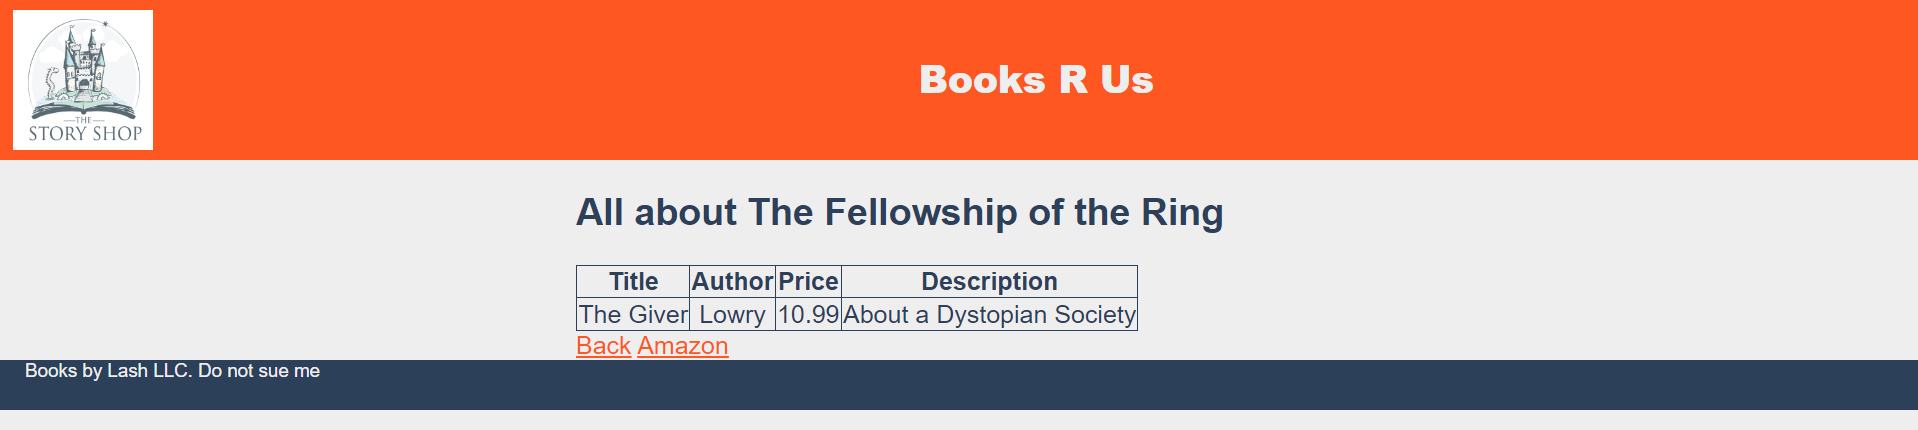 THE
STORY SHOP
Books R Us
All about The Fellowship of the Ring
Title Author Price Description
The Giver Lowry 10.99 About a Dystopian Society
Back Amazon
Books by Lash LLC. Do not sue me